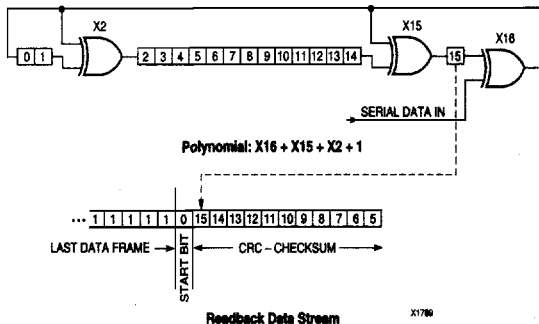 X2
X15
X16
0 1
2 3 4 5 6 7 8 9 10 11 12 13 14
15
SERIAL DATA IN
Polynomial: X16 + X15 + X2 + 1
••• 1 1 1 1 1 0 15 14 13 12 11 10 9 8 7 6 5
LAST DATA FRAME
START BIT
CRC – CHECKSUM
Readback Data Stream
X1789